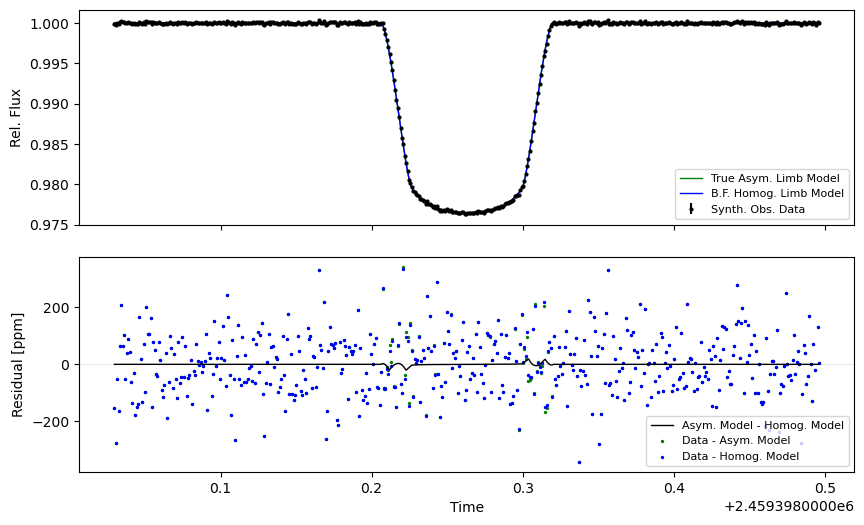 1.000
0.995
0.990
0.985
0.980
0.975
Rel. Flux
True Asym. Limb Model
B.F. Homog. Limb Model
Synth. Obs. Data
200
0
−200
Residual [ppm]
Asym. Model - Homog. Model
Data - Asym. Model
Data - Homog. Model
0.1
0.2
0.3
0.4
0.5
Time
+2.4593980000e6